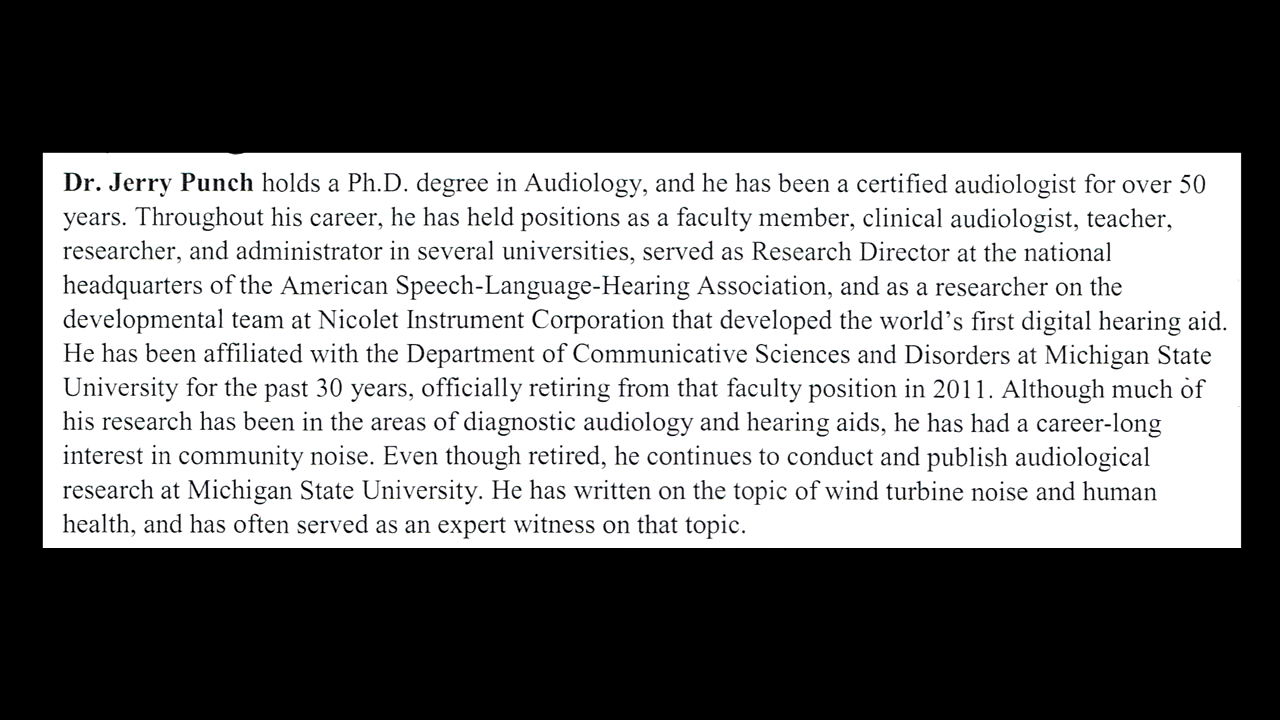 Dr. Jerry Punch holds a Ph.D. degree in Audiology, and he has been a certified audiologist for over 50
years. Throughout his career, he has held positions as a faculty member, clinical audiologist, teacher,
researcher, and administrator in several universities, served as Research Director at the national
headquarters of the American Speech-Language-Hearing Association, and as a researcher on the
developmental team at Nicolet Instrument Corporation that developed the world's first digital hearing aid.
He has been affiliated with the Department of Communicative Sciences and Disorders at Michigan State
University for the past 30 years, officially retiring from that faculty position in 2011. Although much of
his research has been in the areas of diagnostic audiology and hearing aids, he has had a career-long
interest in community noise. Even though retired, he continues to conduct and publish audiological
research at Michigan State University. He has written on the topic of wind turbine noise and human
health, and has often served as an expert witness on that topic.